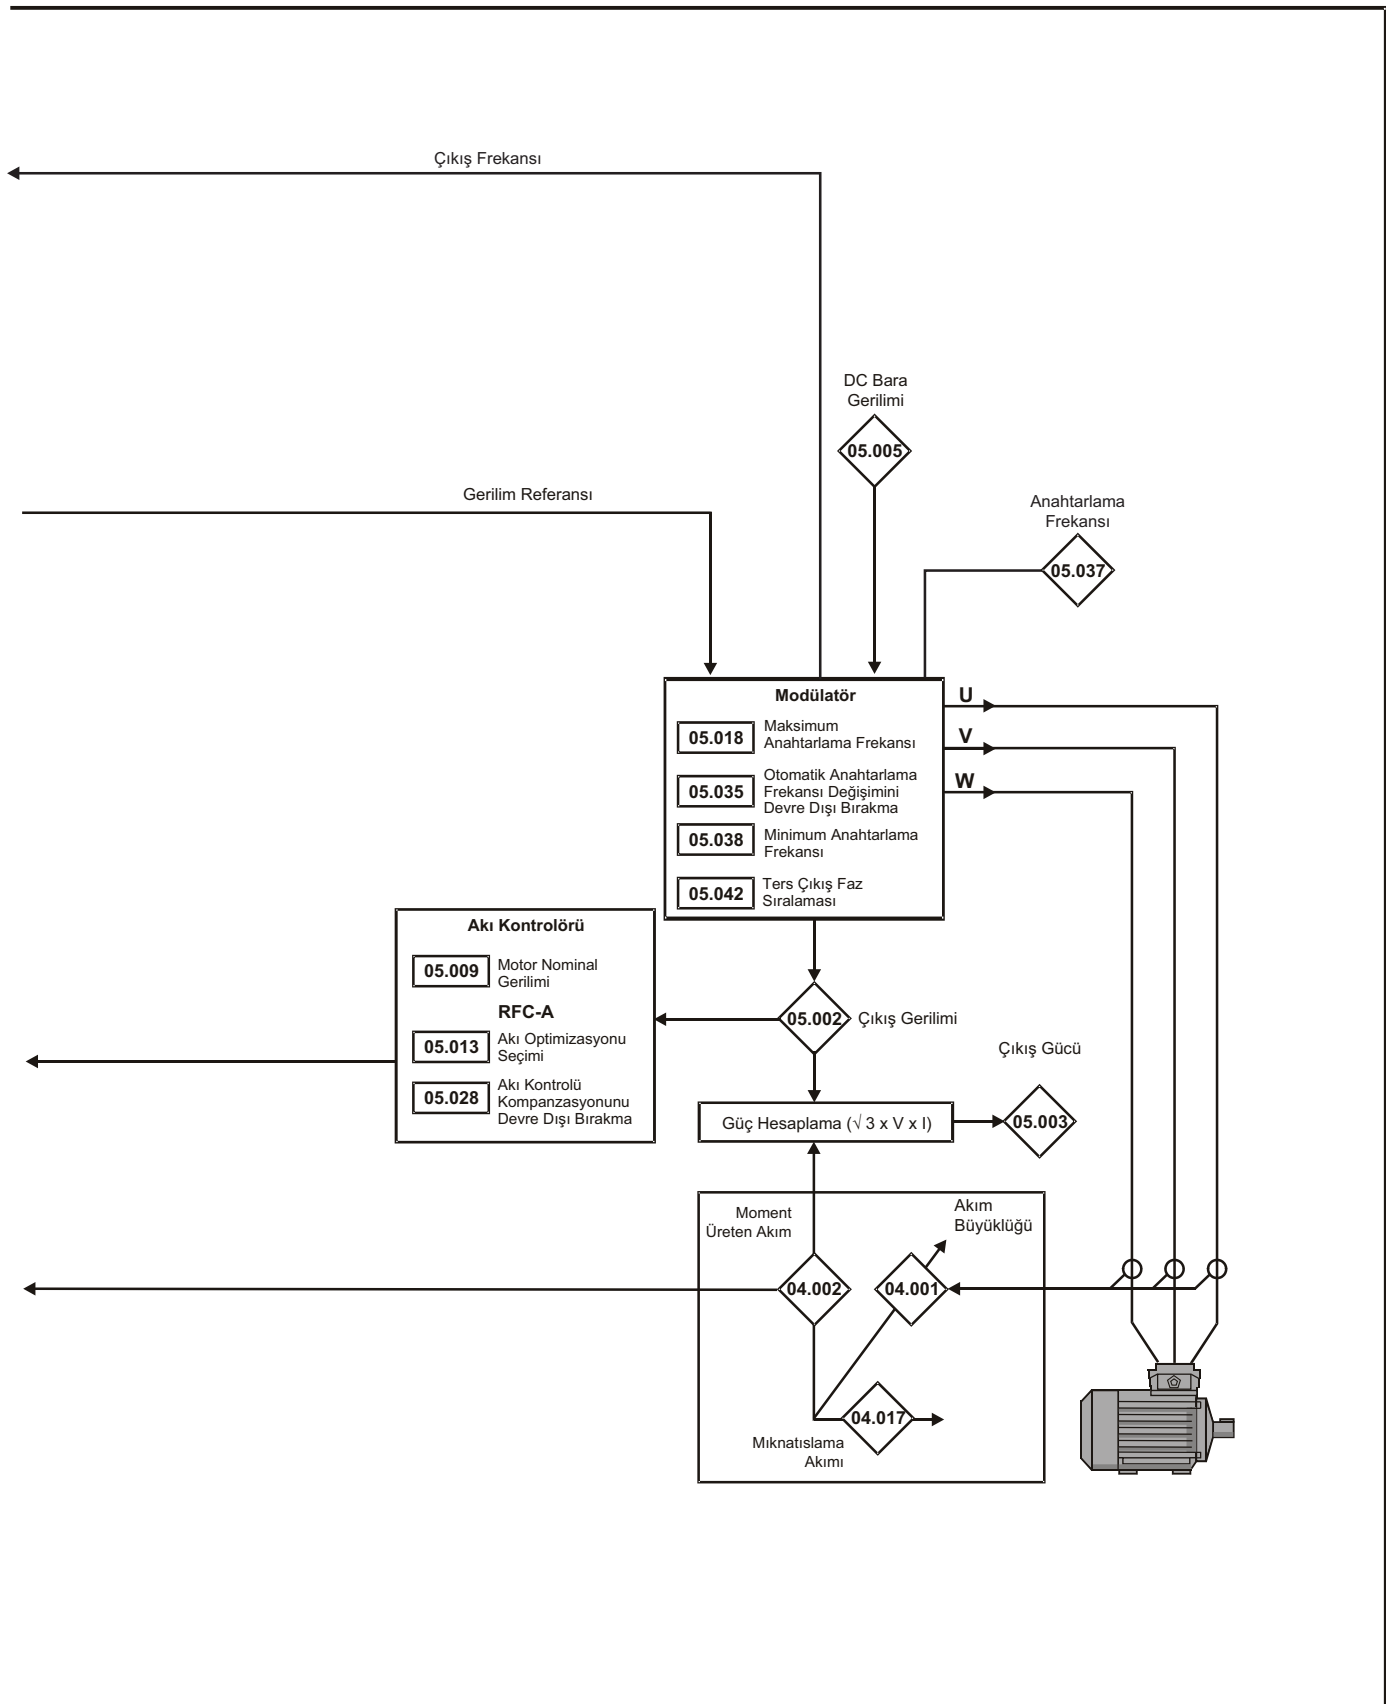 Çıkış Frekansı
DC Bara
Gerilimi
05.005
Gerilim Referansı
Anahtarlama
Frekansı
05.037
Modülatör
05.018
Maksimum
Anahtarlama Frekansı
05.035
Otomatik Anahtarlama
Frekansı Değişimini
Devre Dışı Bırakma
05.038
Minimum Anahtarlama
Frekansı
05.042
Ters Çıkış Faz
Sıralaması
U
V
W
Akı Kontrolörü
05.009
Motor Nominal
Gerilimi
RFC-A
05.013
Akı Optimizasyonu
Seçimi
05.028
Akı Kontrolü
Kompanzasyonunu
Devre Dışı Bırakma
05.002
Çıkış Gerilimi
Çıkış Gücü
Güç Hesaplama (√ 3 x V x I)
05.003
Moment
Üreten Akım
Akım
Büyüklüğü
04.002
04.001
04.017
Mıknatıslama
Akımı